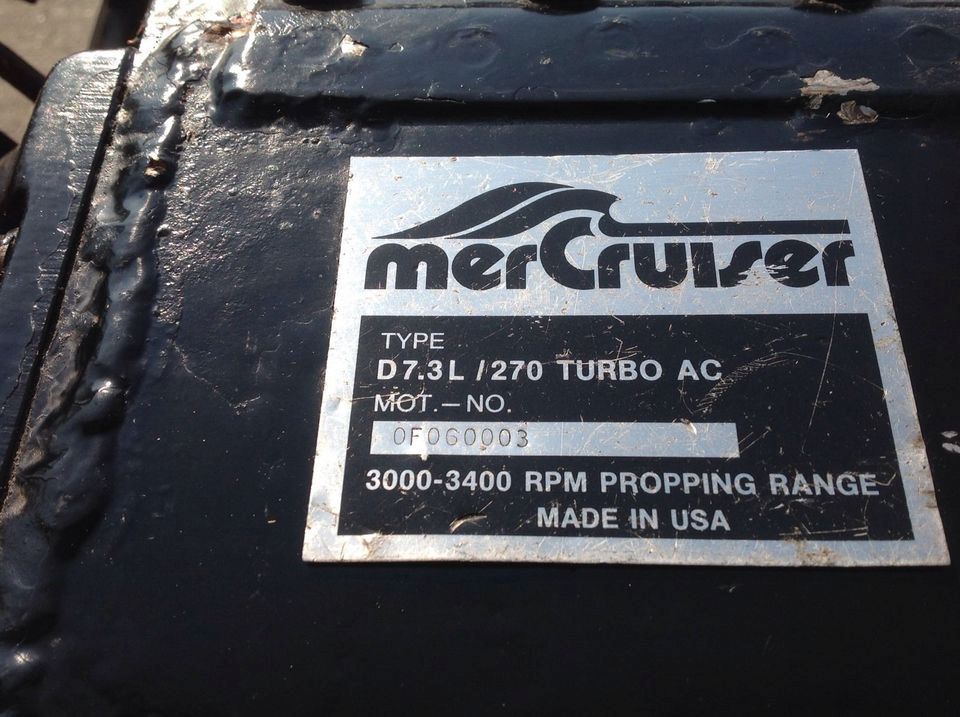 merCruiser
TYPE
D7.3L /270 TURBO AC
MOT.—NO.
0F060003
3000-3400 RPM PROPPING RANGE
MADE IN USA